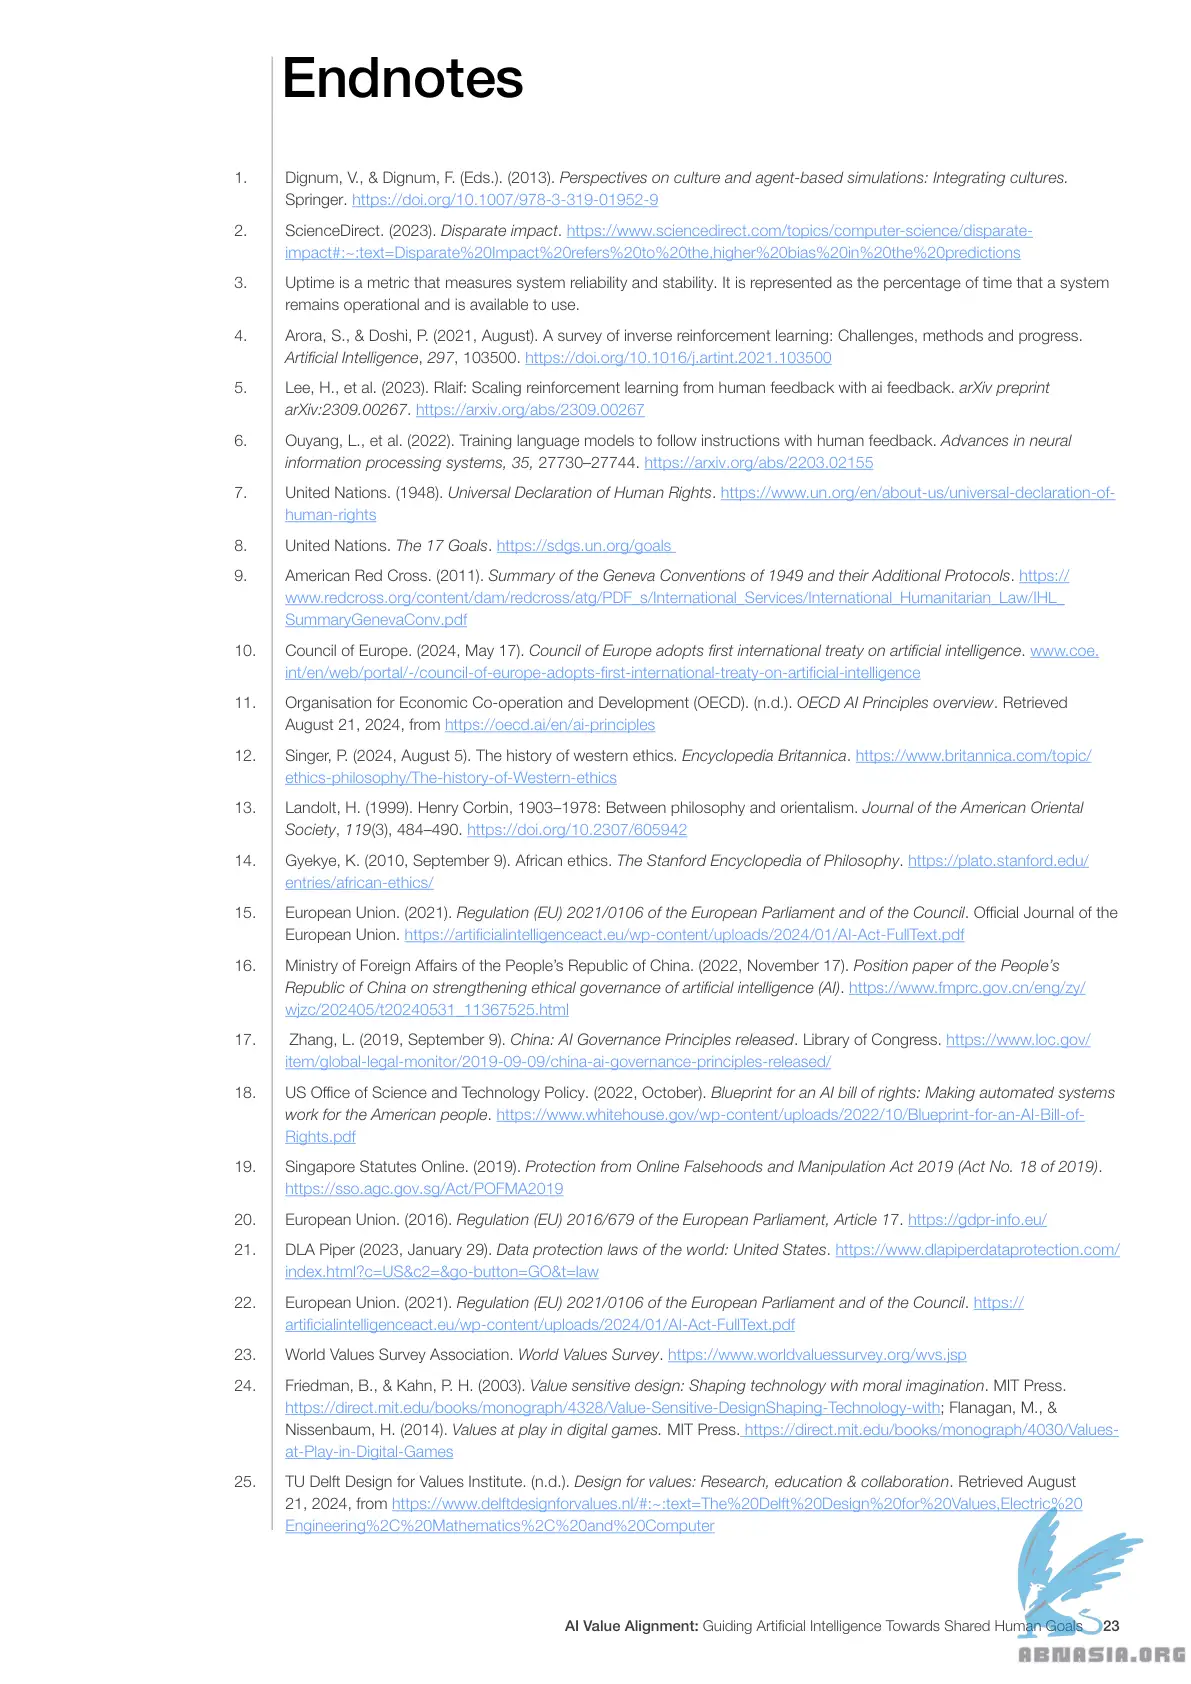 Endnotes
1. Dignum, V., & Dignum, F. (Eds.). (2013). Perspectives on culture and agent-based simulations: Integrating cultures.
Springer. https://doi.org/10.1007/978-3-319-01952-9
2. ScienceDirect. (2023). Disparate impact. https://www.sciencedirect.com/topics/computer-science/disparate-
impact#:~:text=Disparate%20Impact%20refers%20to%20the,higher%20bias%20in%20the%20predictions
3. Uptime is a metric that measures system reliability and stability. It is represented as the percentage of time that a system
remains operational and is available to use.
4. Arora, S., & Doshi, P. (2021, August). A survey of inverse reinforcement learning: Challenges, methods and progress.
Artificial Intelligence, 297, 103500. https://doi.org/10.1016/j.artint.2021.103500
5. Lee, H., et al. (2023). Rlaif: Scaling reinforcement learning from human feedback with ai feedback. arXiv preprint
arXiv:2309.00267. https://arxiv.org/abs/2309.00267
6. Ouyang, L., et al. (2022). Training language models to follow instructions with human feedback. Advances in neural
information processing systems, 35, 27730–27744. https://arxiv.org/abs/2203.02155
7. United Nations. (1948). Universal Declaration of Human Rights. https://www.un.org/en/about-us/universal-declaration-of-
human-rights
8. United Nations. The 17 Goals. https://sdgs.un.org/goals
9. American Red Cross. (2011). Summary of the Geneva Conventions of 1949 and their Additional Protocols. https://
www.redcross.org/content/dam/redcross/atg/PDF_s/International_Services/International_Humanitarian_Law/IHL_
SummaryGenevaConv.pdf
10. Council of Europe. (2024, May 17). Council of Europe adopts first international treaty on artificial intelligence. www.coe.
int/en/web/portal/-/council-of-europe-adopts-first-international-treaty-on-artificial-intelligence
11. Organisation for Economic Co-operation and Development (OECD). (n.d.). OECD AI Principles overview. Retrieved
August 21, 2024, from https://oecd.ai/en/ai-principles
12. Singer, P. (2024, August 5). The history of western ethics. Encyclopedia Britannica. https://www.britannica.com/topic/
ethics-philosophy/The-history-of-Western-ethics
13. Landolt, H. (1999). Henry Corbin, 1903–1978: Between philosophy and orientalism. Journal of the American Oriental
Society, 119(3), 484–490. https://doi.org/10.2307/605942
14. Gyekye, K. (2010, September 9). African ethics. The Stanford Encyclopedia of Philosophy. https://plato.stanford.edu/
entries/african-ethics/
15. European Union. (2021). Regulation (EU) 2021/0106 of the European Parliament and of the Council. Official Journal of the
European Union. https://artificialintelligenceact.eu/wp-content/uploads/2024/01/AI-Act-FullText.pdf
16. Ministry of Foreign Affairs of the People’s Republic of China. (2022, November 17). Position paper of the People’s
Republic of China on strengthening ethical governance of artificial intelligence (AI). https://www.fmprc.gov.cn/eng/zy/
wjzc/202405/t20240531_11367525.html
17. Zhang, L. (2019, September 9). China: AI Governance Principles released. Library of Congress. https://www.loc.gov/
item/global-legal-monitor/2019-09-09/china-ai-governance-principles-released/
18. US Office of Science and Technology Policy. (2022, October). Blueprint for an AI bill of rights: Making automated systems
work for the American people. https://www.whitehouse.gov/wp-content/uploads/2022/10/Blueprint-for-an-AI-Bill-of-
Rights.pdf
19. Singapore Statutes Online. (2019). Protection from Online Falsehoods and Manipulation Act 2019 (Act No. 18 of 2019).
https://sso.agc.gov.sg/Act/POFMA2019
20. European Union. (2016). Regulation (EU) 2016/679 of the European Parliament, Article 17. https://gdpr-info.eu/
21. DLA Piper (2023, January 29). Data protection laws of the world: United States. https://www.dlapiperdataprotection.com/
index.html?c=US&c2=&go-button=GO&t=law
22. European Union. (2021). Regulation (EU) 2021/0106 of the European Parliament and of the Council. https://
artificialintelligenceact.eu/wp-content/uploads/2024/01/AI-Act-FullText.pdf
23. World Values Survey Association. World Values Survey. https://www.worldvaluessurvey.org/wvs.jsp
24. Friedman, B., & Kahn, P. H. (2003). Value sensitive design: Shaping technology with moral imagination. MIT Press.
https://direct.mit.edu/books/monograph/4328/Value-Sensitive-DesignShaping-Technology-with; Flanagan, M., &
Nissenbaum, H. (2014). Values at play in digital games. MIT Press. https://direct.mit.edu/books/monograph/4030/Values-
at-Play-in-Digital-Games
25. TU Delft Design for Values Institute. (n.d.). Design for values: Research, education & collaboration. Retrieved August
21, 2024, from https://www.delftdesignforvalues.nl/#:~:text=The%20Delft%20Design%20for%20Values,Electric%20
Engineering%2C%20Mathematics%2C%20and%20Computer
AI Value Alignment: Guiding Artificial Intelligence Towards Shared Human Goals 23
ABNASIA.ORG